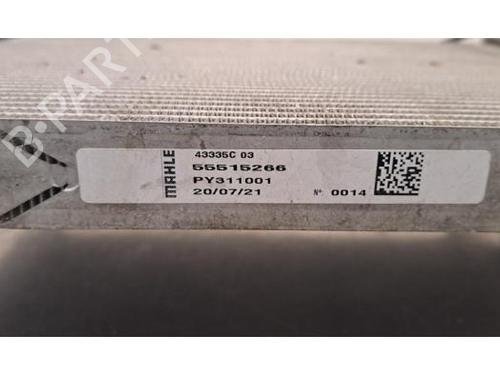 B-PARTS
MAHLE
43335C 03
55515266
PY311001
20/07/21 N° 0014